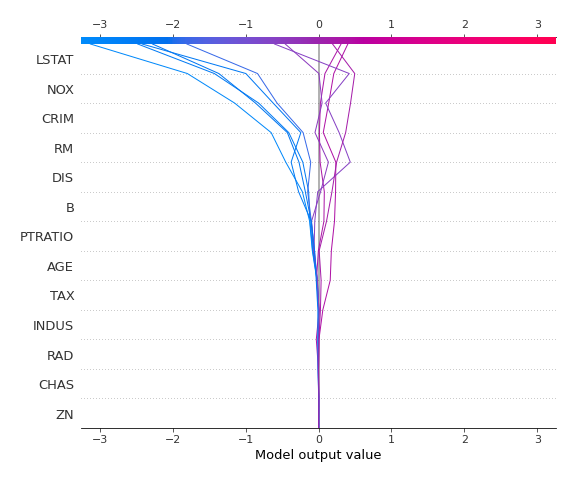 −3 −2 −1 0 1 2 3
LSTAT
NOX
CRIM
RM
DIS
B
PTRATIO
AGE
TAX
INDUS
RAD
CHAS
ZN
−3 −2 −1 0 1 2 3
Model output value